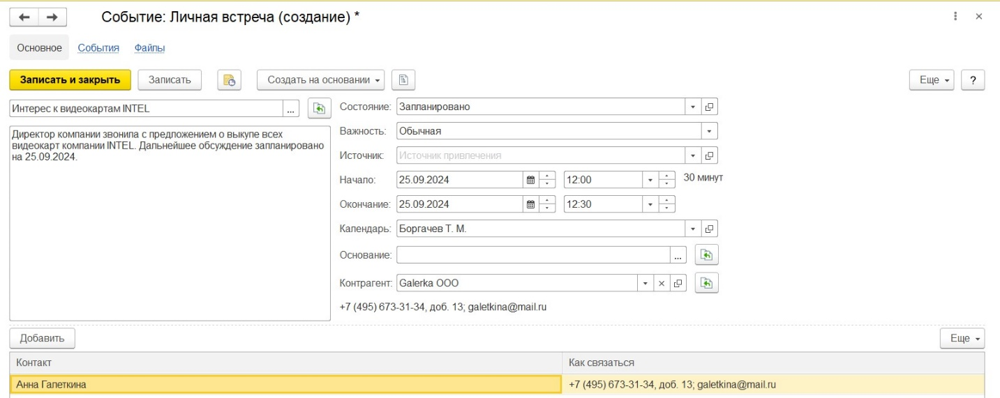 Событие: Личная встреча (создание) *
Основное События Файлы
Записать и закрыть Записать Создать на основании Еще ?
Интерес к видеокартам INTEL ...
Директор компании звонила с предложением о выкупе всех
видеокарт компании INTEL. Дальнейшее обсуждение запланировано
на 25.09.2024.
Состояние: Запланировано
Важность: Обычная
Источник: Источник привлечения
Начало: 25.09.2024 12:00 30 минут
Окончание: 25.09.2024 12:30
Календарь: Боргачев Т. М.
Основание: ...
Контрагент: Galerka ООО
+7 (495) 673-31-34, доб. 13; galetkina@mail.ru
Добавить Еще
Контакт Как связаться
Анна Галеткина +7 (495) 673-31-34, доб. 13; galetkina@mail.ru